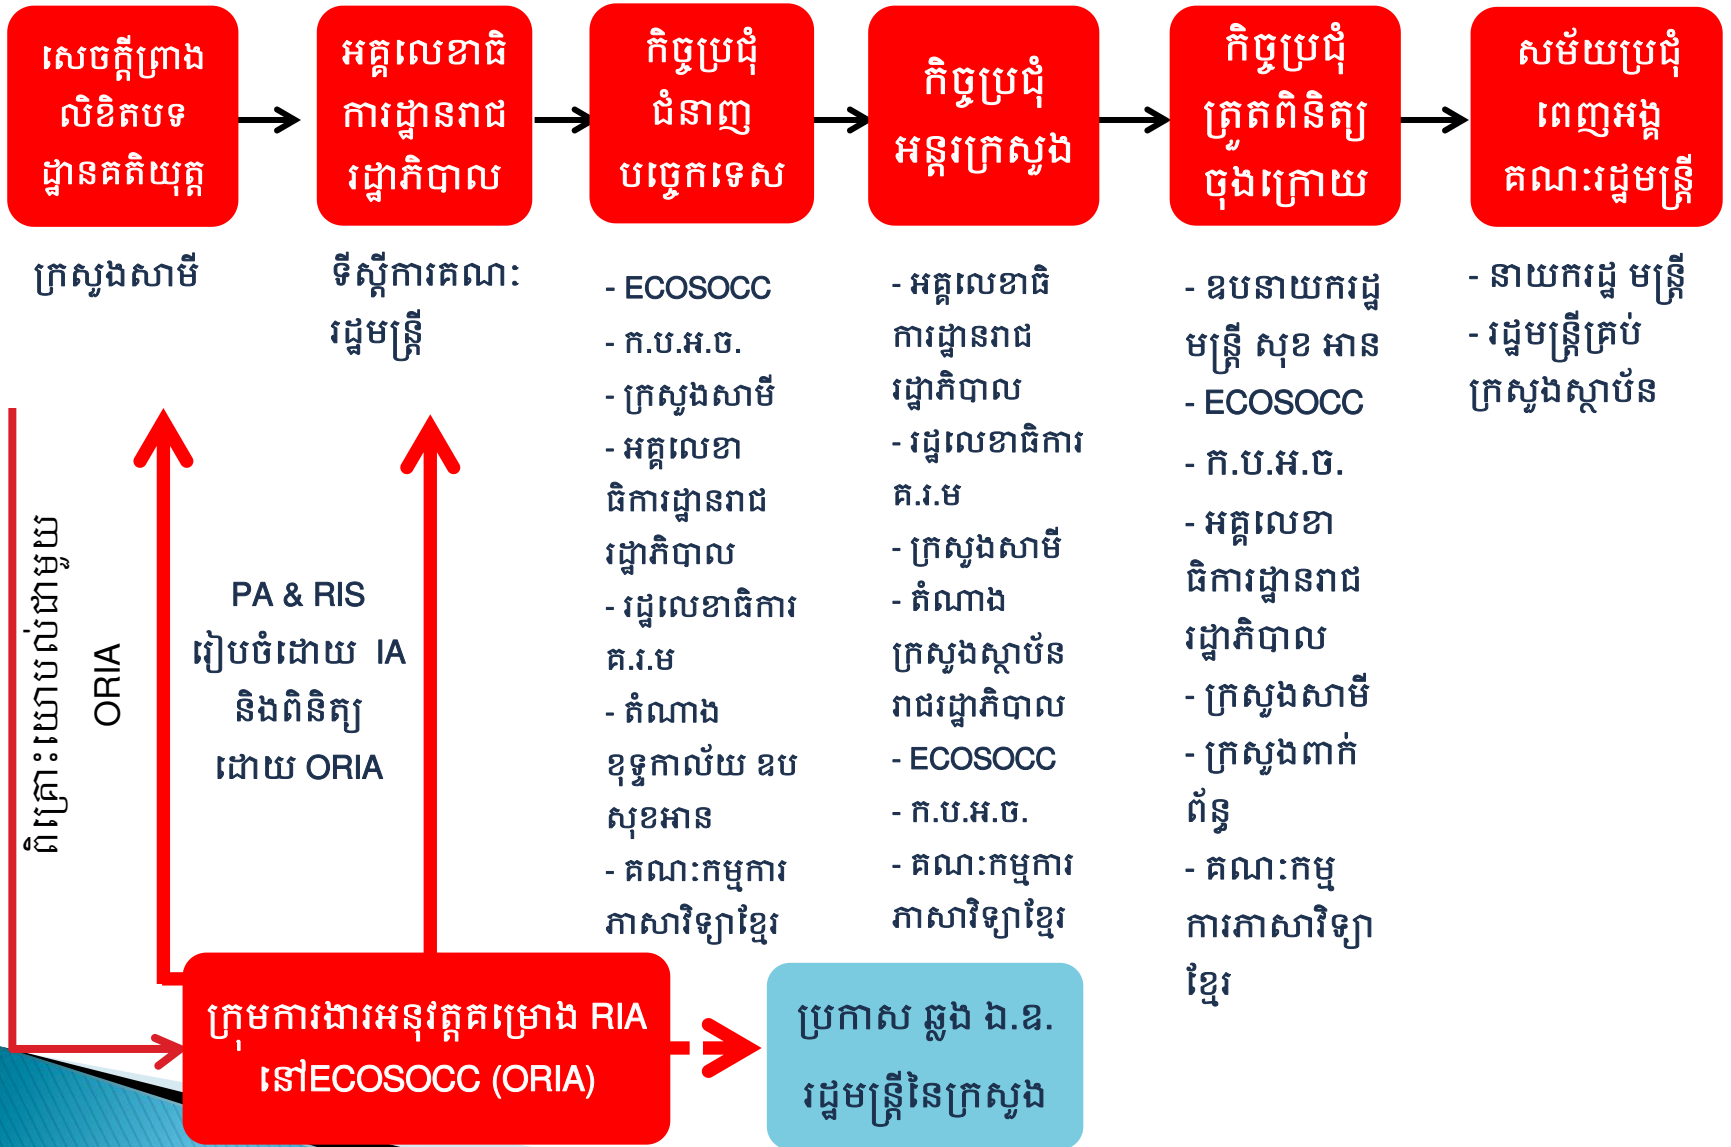 សេចក្តីព្រាង
លិខិតបទ
ដ្ឋានគតិយុត្ត
អគ្គលេខាធិ
ការដ្ឋានរាជ
រដ្ឋាភិបាល
កិច្ចប្រជុំ
ជំនាញ
បច្ចេកទេស
កិច្ចប្រជុំ
អន្តរក្រសួង
កិច្ចប្រជុំ
ត្រួតពិនិត្យ
ចុងក្រោយ
សម័យប្រជុំ
ពេញអង្គ
គណៈរដ្ឋមន្ត្រី
ក្រសួងសាមី
ទីស្តីការគណៈ
រដ្ឋមន្ត្រី
- ECOSOCC
- ក.ប.អ.ច.
- ក្រសួងសាមី
- អគ្គលេខា
ធិការដ្ឋានរាជ
រដ្ឋាភិបាល
- រដ្ឋលេខាធិការ
គ.រ.ម
- តំណាង
ខុទ្ទកាល័យ ឧប
សុខអាន
- គណៈកម្មការ
ភាសាវិទ្យាខ្មែរ
- អគ្គលេខាធិ
ការដ្ឋានរាជ
រដ្ឋាភិបាល
- រដ្ឋលេខាធិការ
គ.រ.ម
- ក្រសួងសាមី
- តំណាង
ក្រសួងស្ថាប័ន
រាជរដ្ឋាភិបាល
- ECOSOCC
- ក.ប.អ.ច.
- គណៈកម្មការ
ភាសាវិទ្យាខ្មែរ
- ឧបនាយករដ្ឋ
មន្ត្រី សុខ អាន
- ECOSOCC
- ក.ប.អ.ច.
- អគ្គលេខា
ធិការដ្ឋានរាជ
រដ្ឋាភិបាល
- ក្រសួងសាមី
- ក្រសួងពាក់
ព័ន្ធ
- គណៈកម្ម
ការភាសាវិទ្យា
ខ្មែរ
- នាយករដ្ឋ មន្ត្រី
- រដ្ឋមន្ត្រីគ្រប់
ក្រសួងស្ថាប័ន
ពិគ្រោះយោបល់ជាមួយ
ORIA
PA & RIS
រៀបចំដោយ IA
និងពិនិត្យ
ដោយ ORIA
ក្រុមការងារអនុវត្តគម្រោង RIA
នៅECOSOCC (ORIA)
ប្រកាស ឆ្លង ឯ.ឧ.
រដ្ឋមន្ត្រីនៃក្រសួង